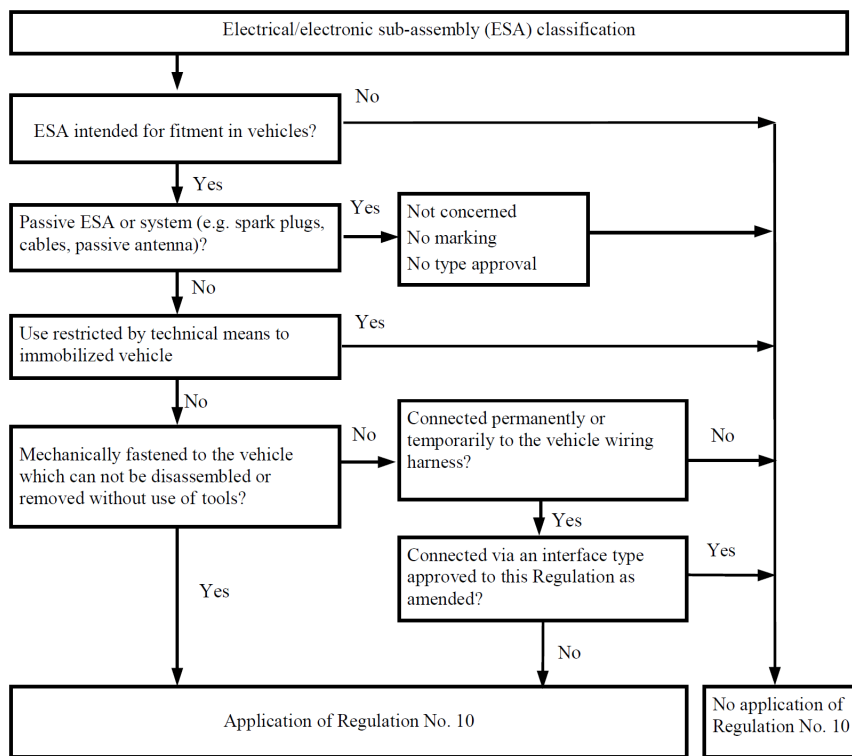 Electrical/electronic sub-assembly (ESA) classification
No
ESA intended for fitment in vehicles?
Yes
Passive ESA or system (e.g. spark plugs,
cables, passive antenna)?
Yes
Not concerned
No marking
No type approval
No
Use restricted by technical means to
immobilized vehicle
Yes
No
Mechanically fastened to the vehicle
which can not be disassembled or
removed without use of tools?
No
Connected permanently or
temporarily to the vehicle wiring
harness?
No
Yes
Connected via an interface type
approved to this Regulation as
amended?
Yes
Yes
No
Application of Regulation No. 10
No application of
Regulation No. 10